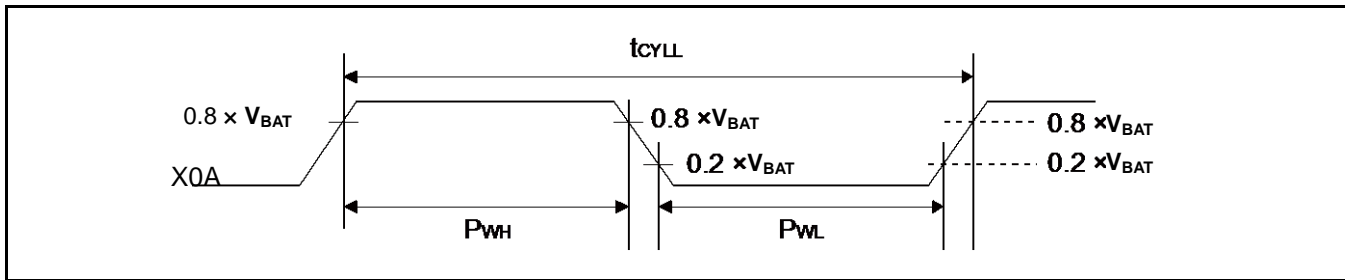 tCYLL
0.8 × VBAT
0.8 ×VBAT
0.8 ×VBAT
0.2 ×VBAT
0.2 ×VBAT
X0A
PWH
PWL